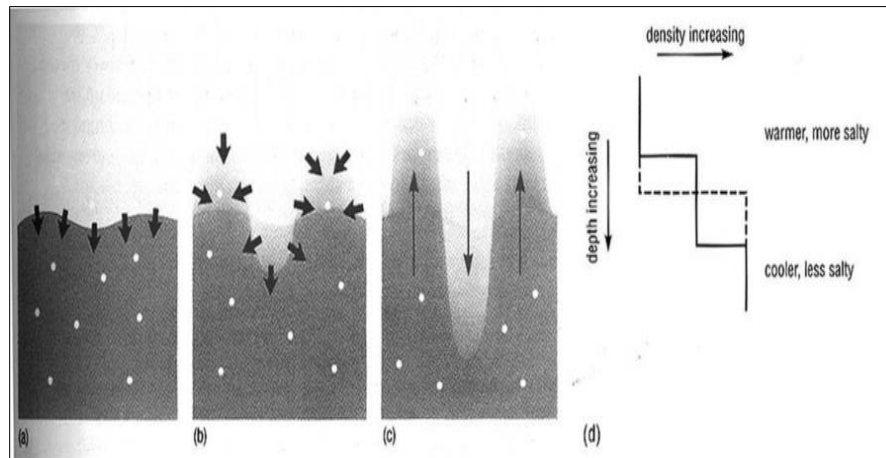 (a)
(b)
(c)
density increasing
depth increasing
warmer, more salty
cooler, less salty
(d)